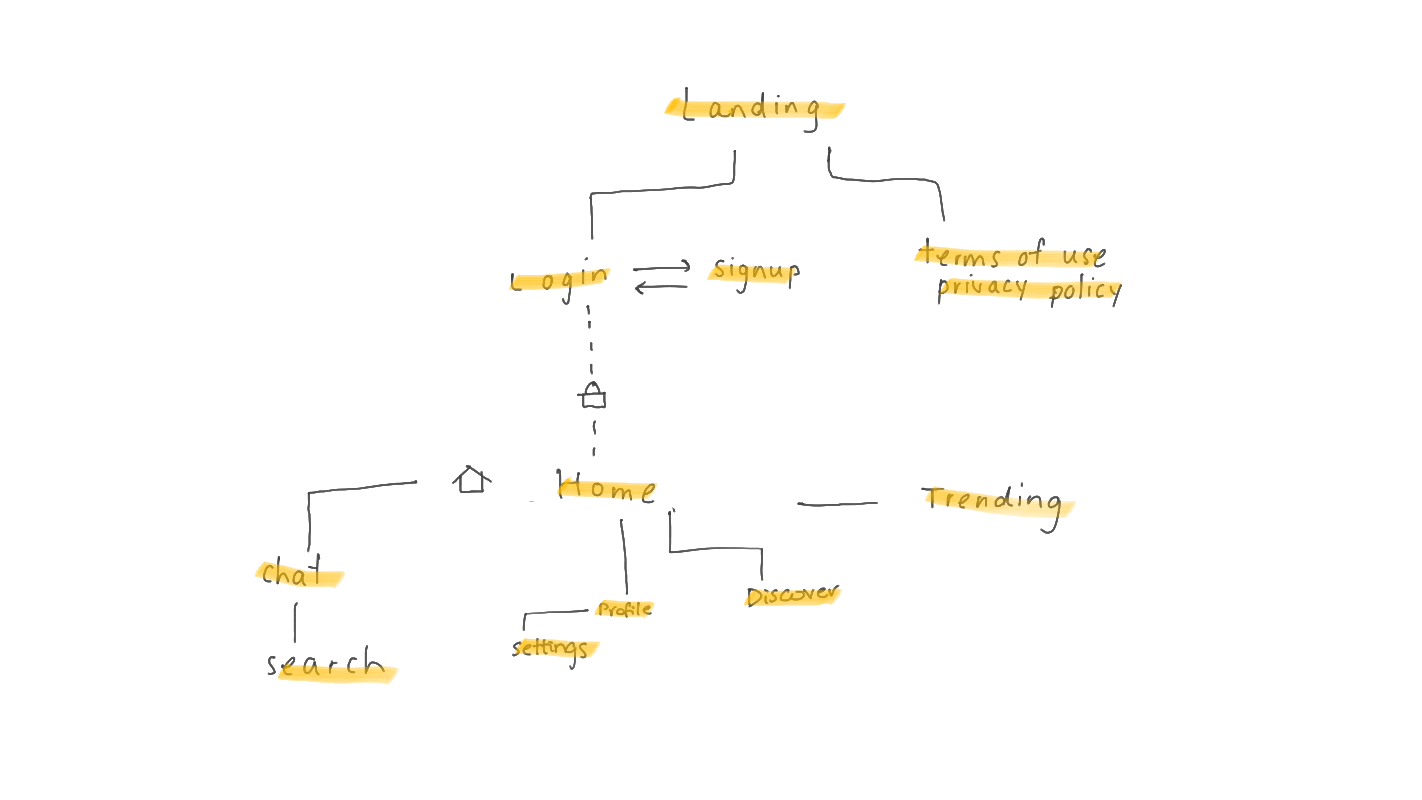 Landing
Login
signup
terms of use
privacy policy
Home
Trending
chat
Discover
Profile
settings
search